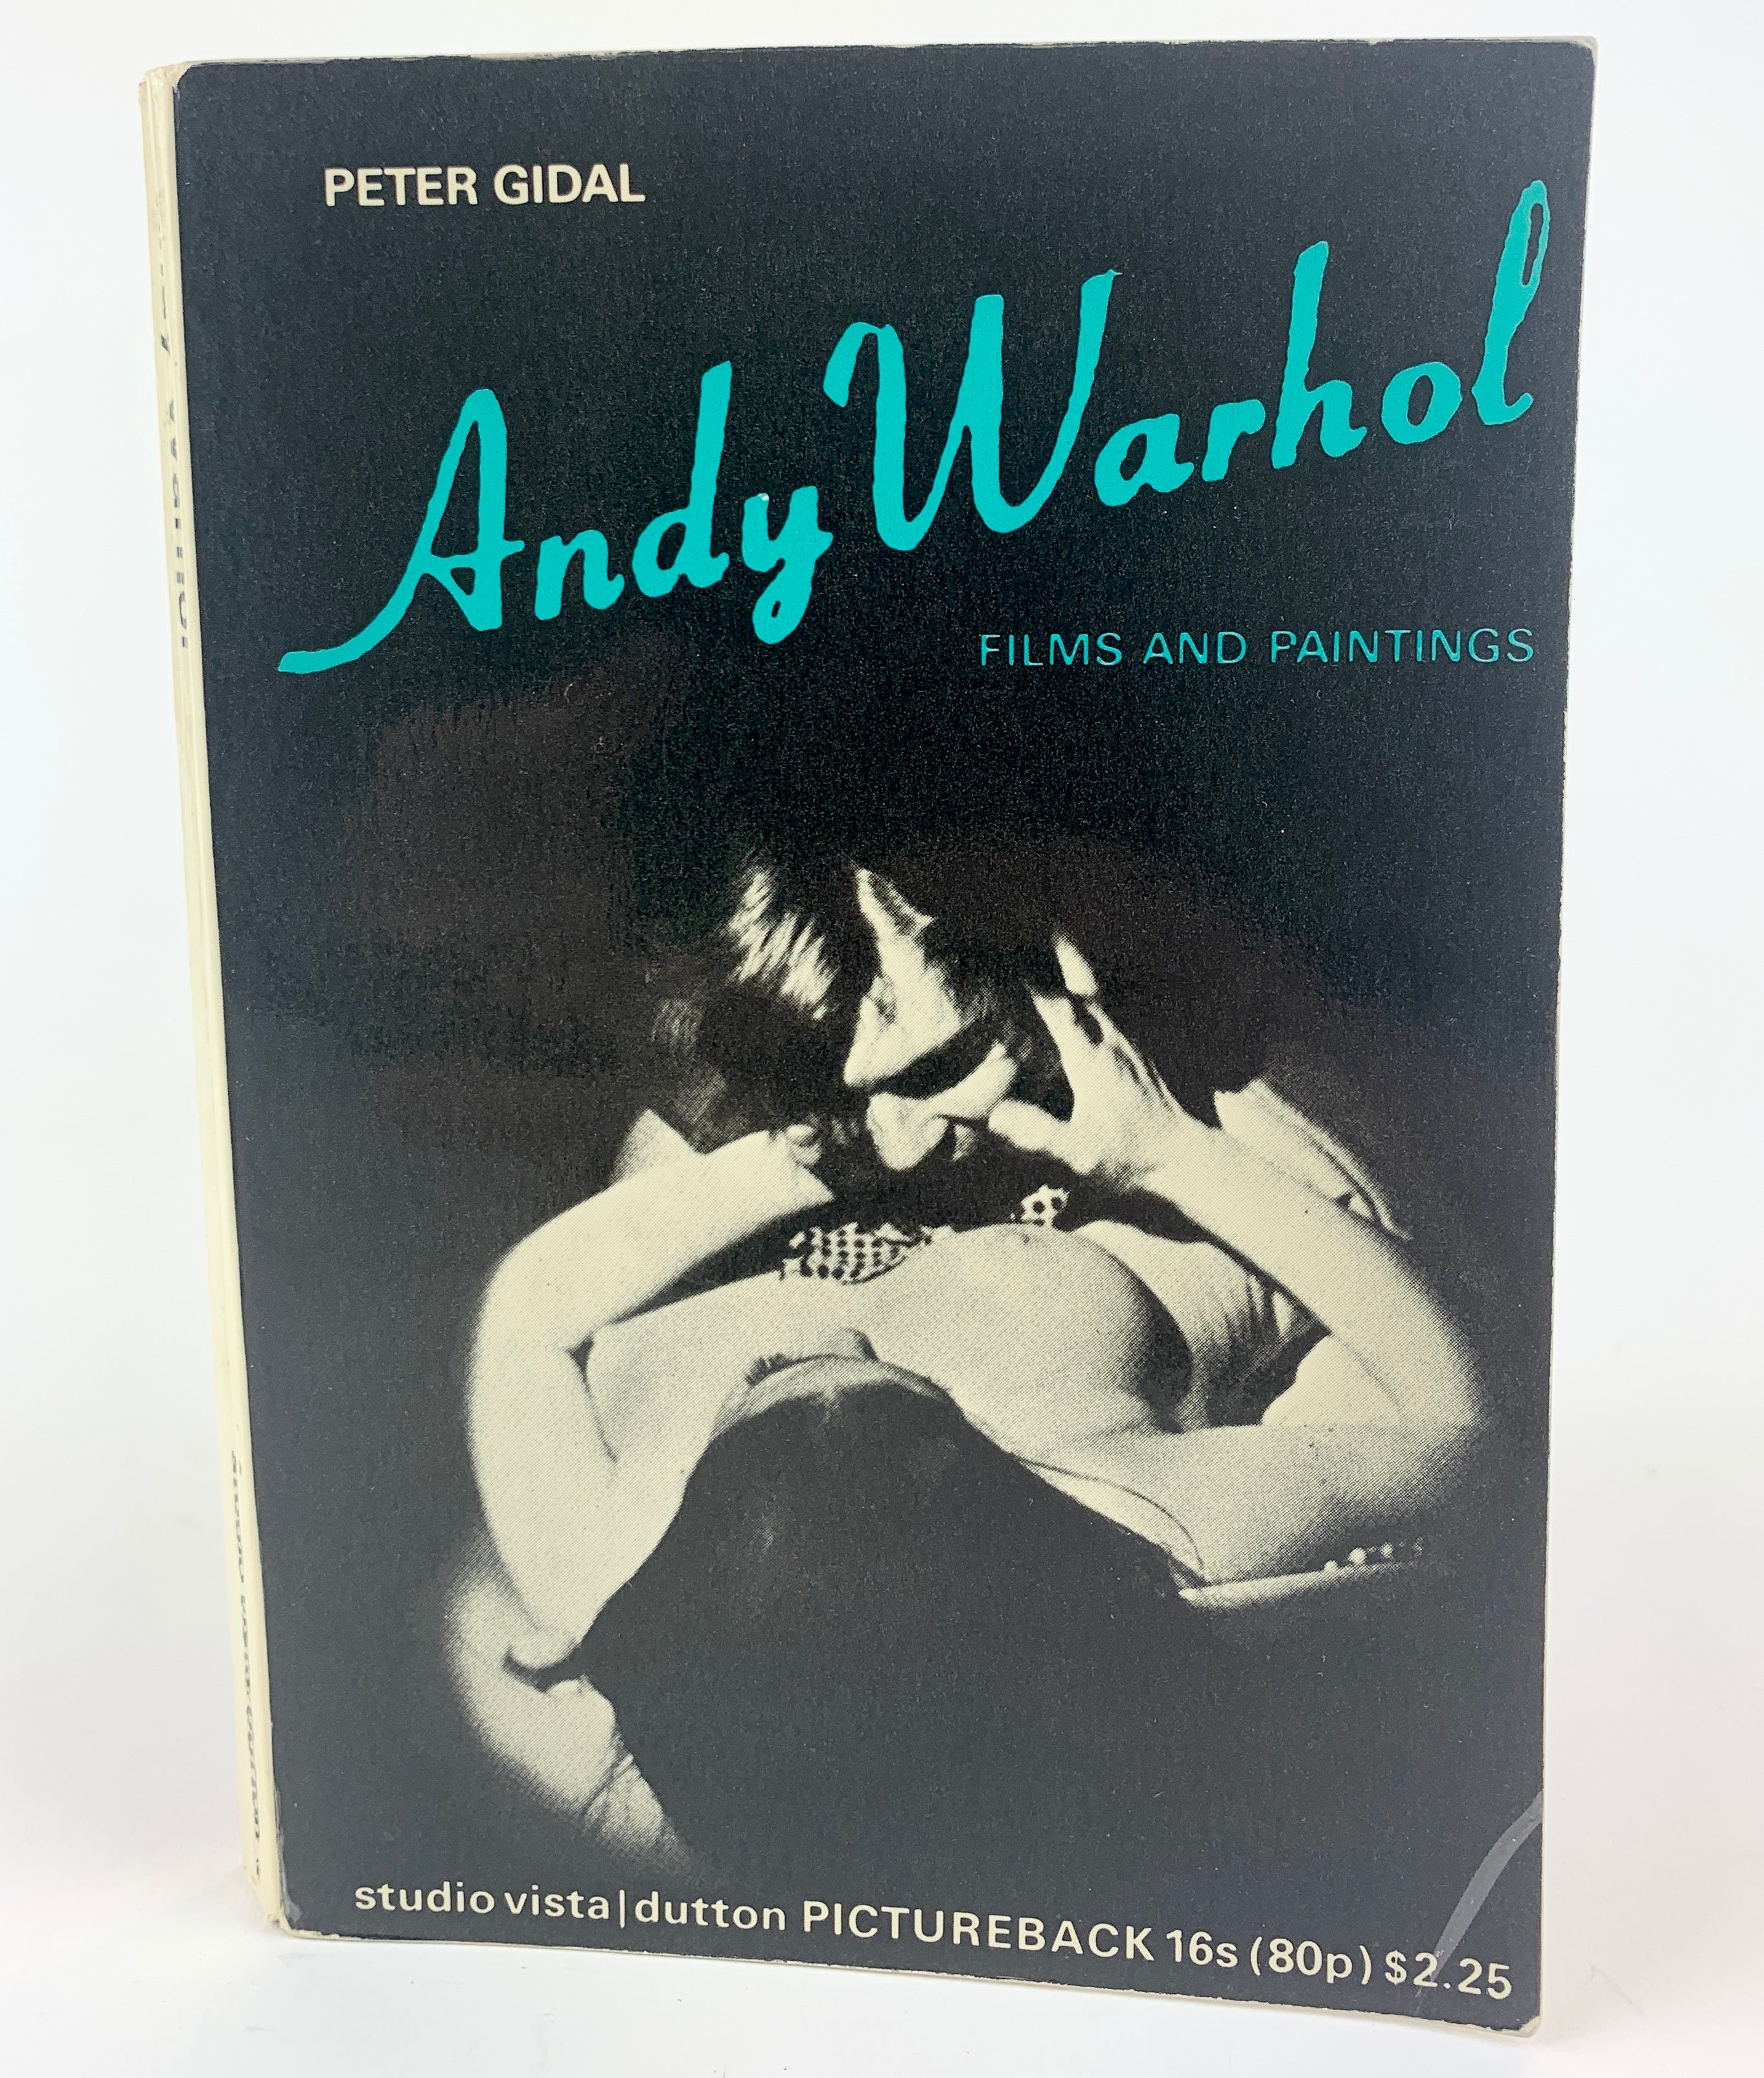 PETER GIDAL
Andy Warhol
FILMS AND PAINTINGS
studio vista|dutton PICTUREBACK 16s (80p) $2.25